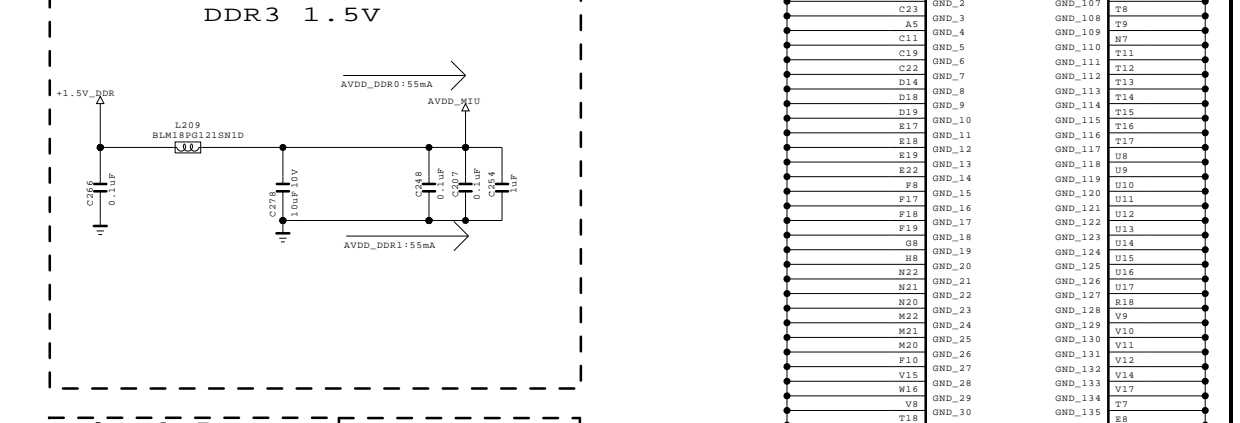 DDR3 1.5V
AVDD_DDR0:55mA
+1.5V_DDR
AVDD_MIU
L209
BLM18PG121SN1D
C266
0.1uF
C278
10uF 10V
C248
0.1uF
C207
0.1uF
C254
1uF
AVDD_DDR1:55mA
GND_2
C23
GND_3
A5
GND_4
C11
GND_5
C19
GND_6
C22
GND_7
D14
GND_8
D18
GND_9
D19
GND_10
E17
GND_11
E18
GND_12
E19
GND_13
E22
GND_14
F8
GND_15
F17
GND_16
F18
GND_17
F19
GND_18
G8
GND_19
H8
GND_20
N22
GND_21
N21
GND_22
N20
GND_23
M22
GND_24
M21
GND_25
M20
GND_26
F10
GND_27
V15
GND_28
W16
GND_29
V8
GND_30
T18
GND_107
T8
GND_108
T9
GND_109
N7
GND_110
T11
GND_111
T12
GND_112
T13
GND_113
T14
GND_114
T15
GND_115
T16
GND_116
T17
GND_117
U8
GND_118
U9
GND_119
U10
GND_120
U11
GND_121
U12
GND_122
U13
GND_123
U14
GND_124
U15
GND_125
U16
GND_126
U17
GND_127
R18
GND_128
V9
GND_129
V10
GND_130
V11
GND_131
V12
GND_132
V14
GND_133
V17
GND_134
T7
GND_135
E8